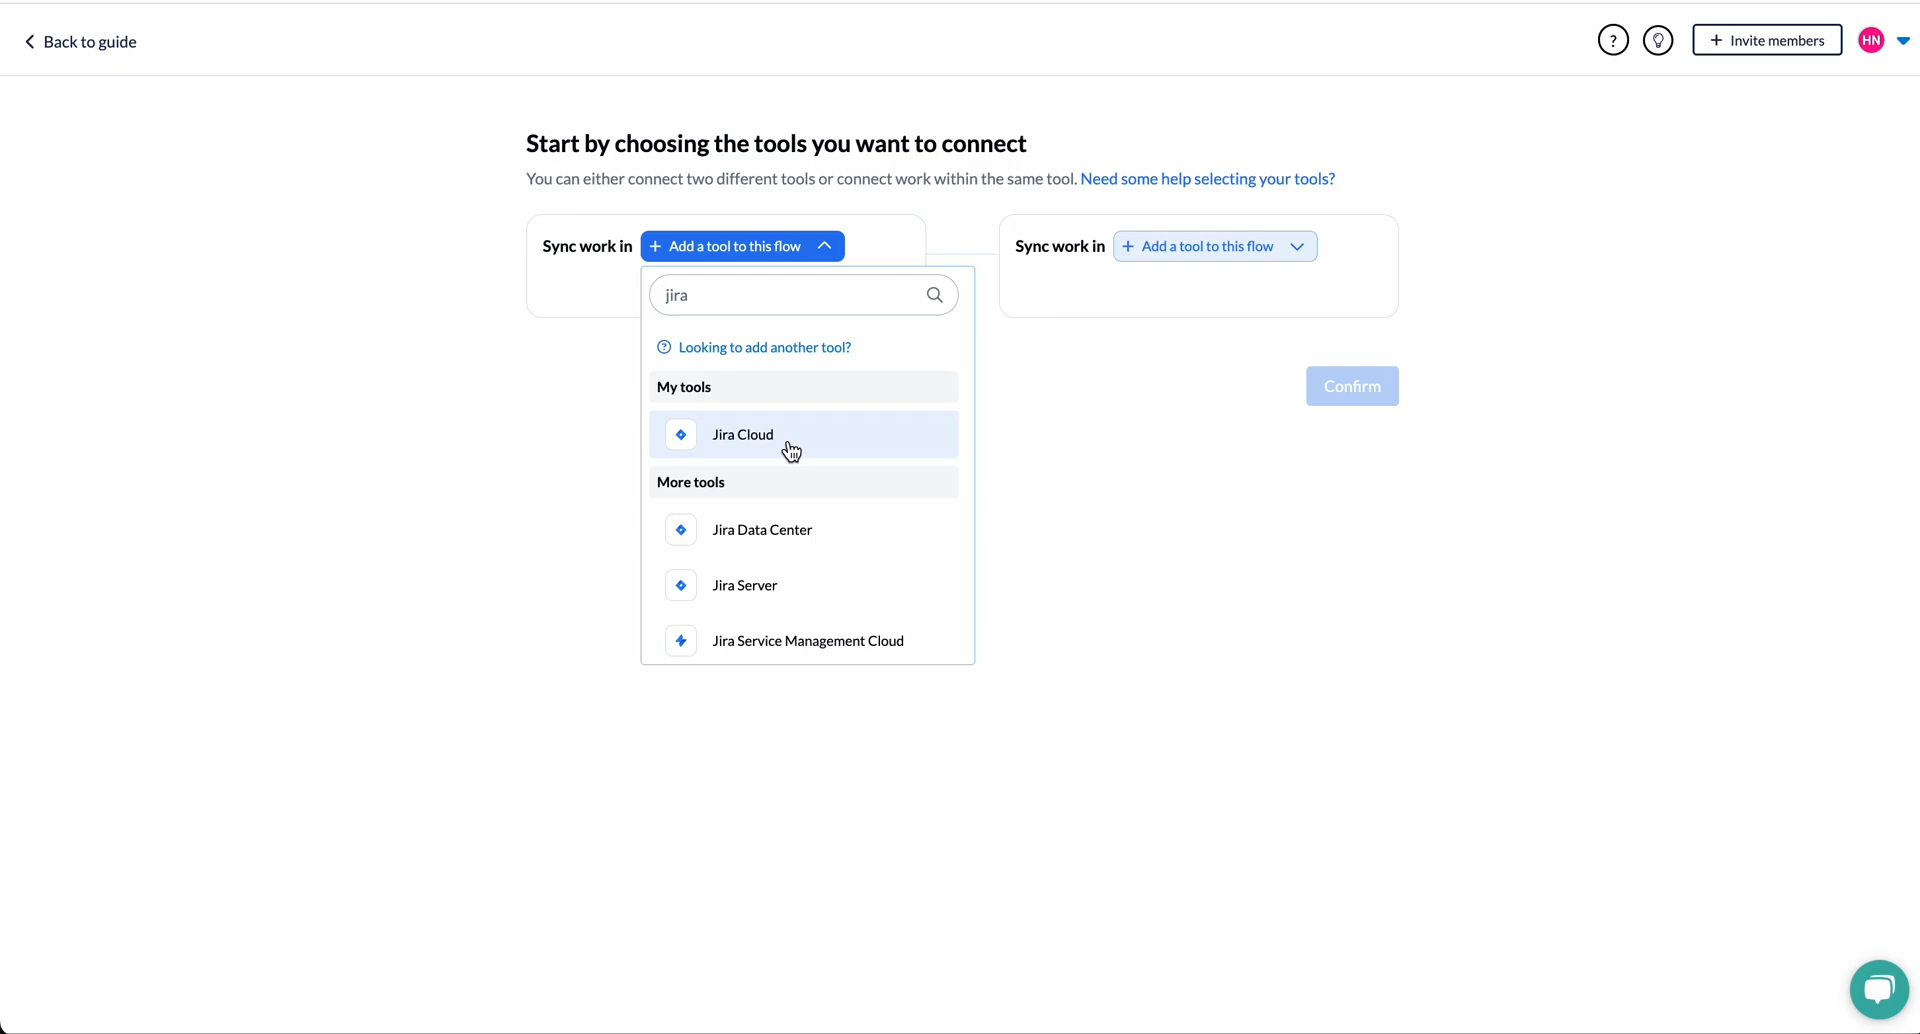 Back to guide
?
+ Invite members
HN
Start by choosing the tools you want to connect
You can either connect two different tools or connect work within the same tool. Need some help selecting your tools?
Sync work in + Add a tool to this flow
Sync work in + Add a tool to this flow
jira
? Looking to add another tool?
My tools
Confirm
Jira Cloud
More tools
Jira Data Center
Jira Server
Jira Service Management Cloud